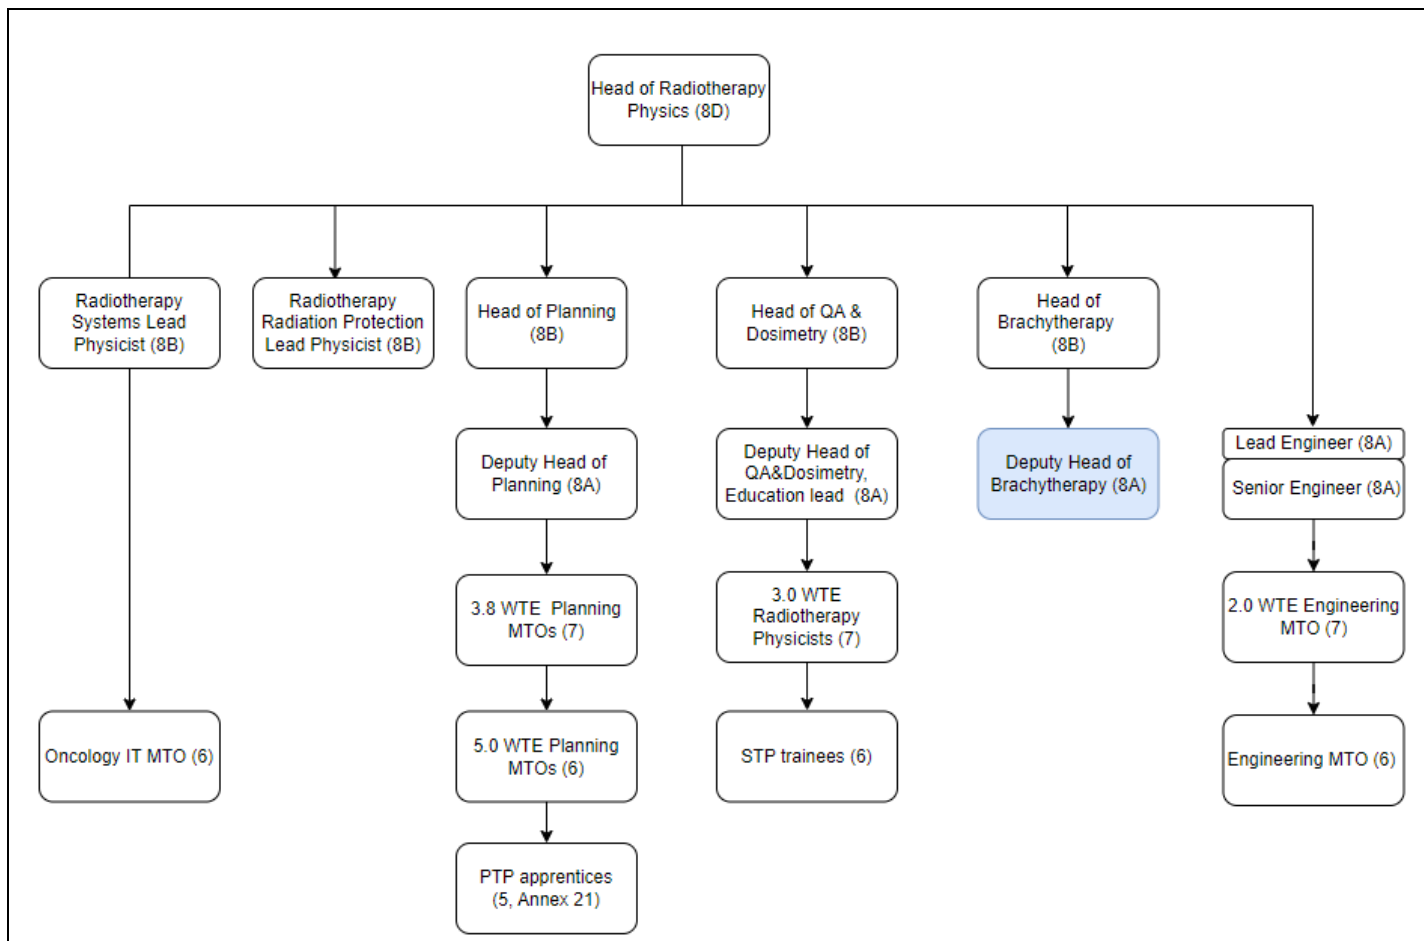 Head of Radiotherapy
Physics (8D)
Radiotherapy
Systems Lead
Physicist (8B)
Radiotherapy
Radiation Protection
Lead Physicist (8B)
Head of Planning
(8B)
Head of QA &
Dosimetry (8B)
Head of
Brachytherapy
(8B)
Deputy Head of
Planning (8A)
Deputy Head of
QA&Dosimetry,
Education lead (8A)
Deputy Head of
Brachytherapy (8A)
Lead Engineer (8A)
Senior Engineer (8A)
3.8 WTE Planning
MTOs (7)
3.0 WTE
Radiotherapy
Physicists (7)
2.0 WTE Engineering
MTO (7)
Oncology IT MTO (6)
5.0 WTE Planning
MTOs (6)
STP trainees (6)
Engineering MTO (6)
PTP apprentices
(5, Annex 21)